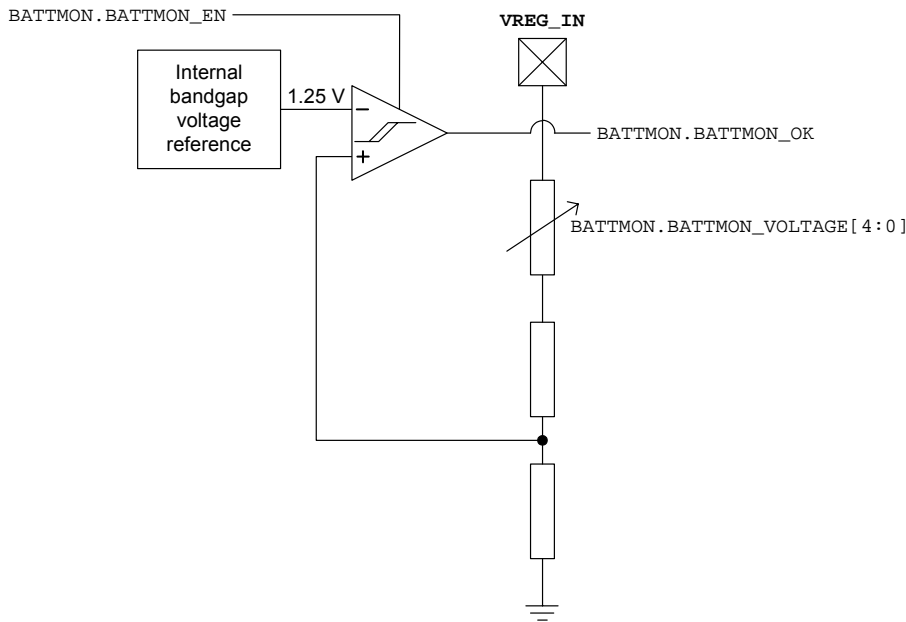 BATTMON.BATTMON_EN
VREG_IN
Internal
bandgap
voltage
reference
1.25 V
−
+
BATTMON.BATTMON_OK
BATTMON.BATTMON_VOLTAGE[4:0]